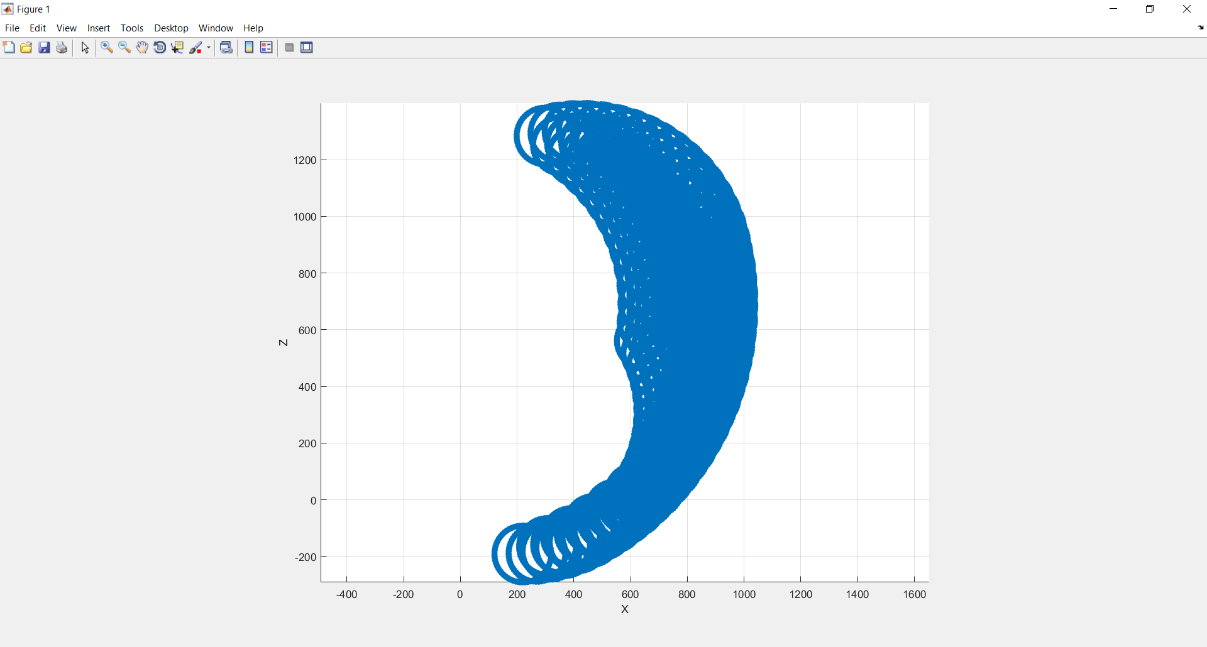 Figure 1
File Edit View Insert Tools Desktop Window Help
1200
1000
800
600
Z
400
200
0
-200
-400 -200 0 200 400 600 800 1000 1200 1400 1600
X